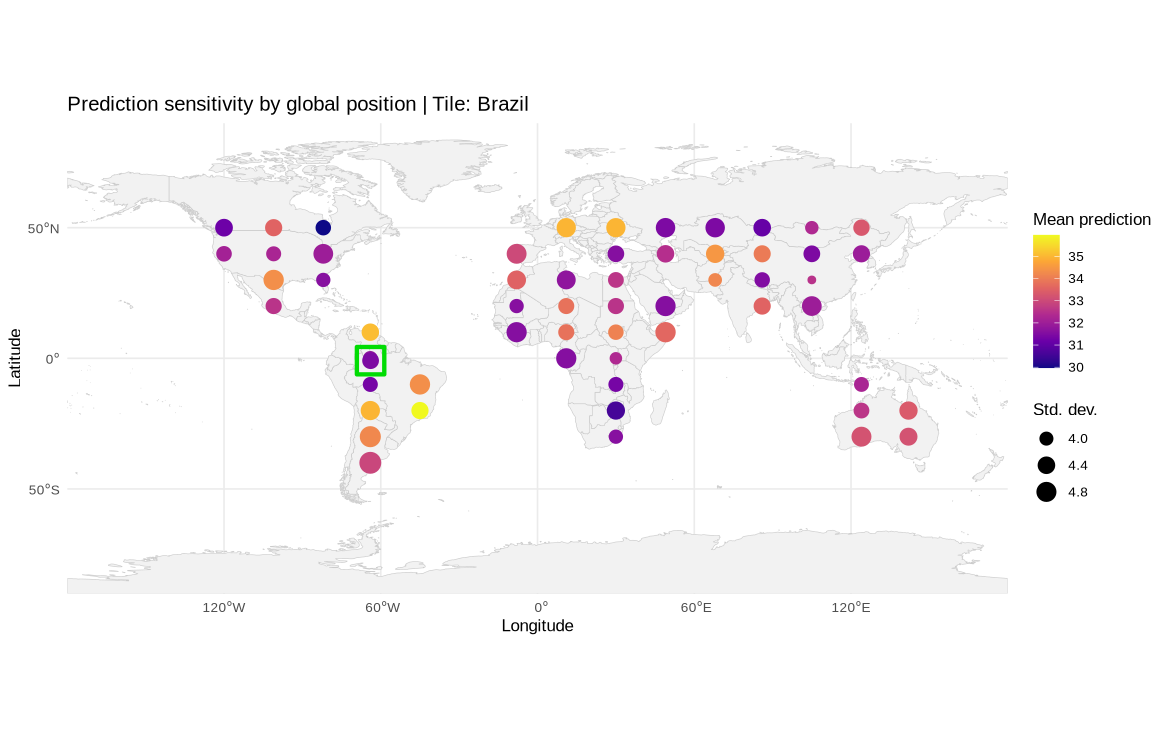 Prediction sensitivity by global position | Tile: Brazil
Latitude
50°N
0°
50°S
120°W
60°W
0°
60°E
120°E
Longitude
Mean prediction
35
34
33
32
31
30
Std. dev.
4.0
4.4
4.8